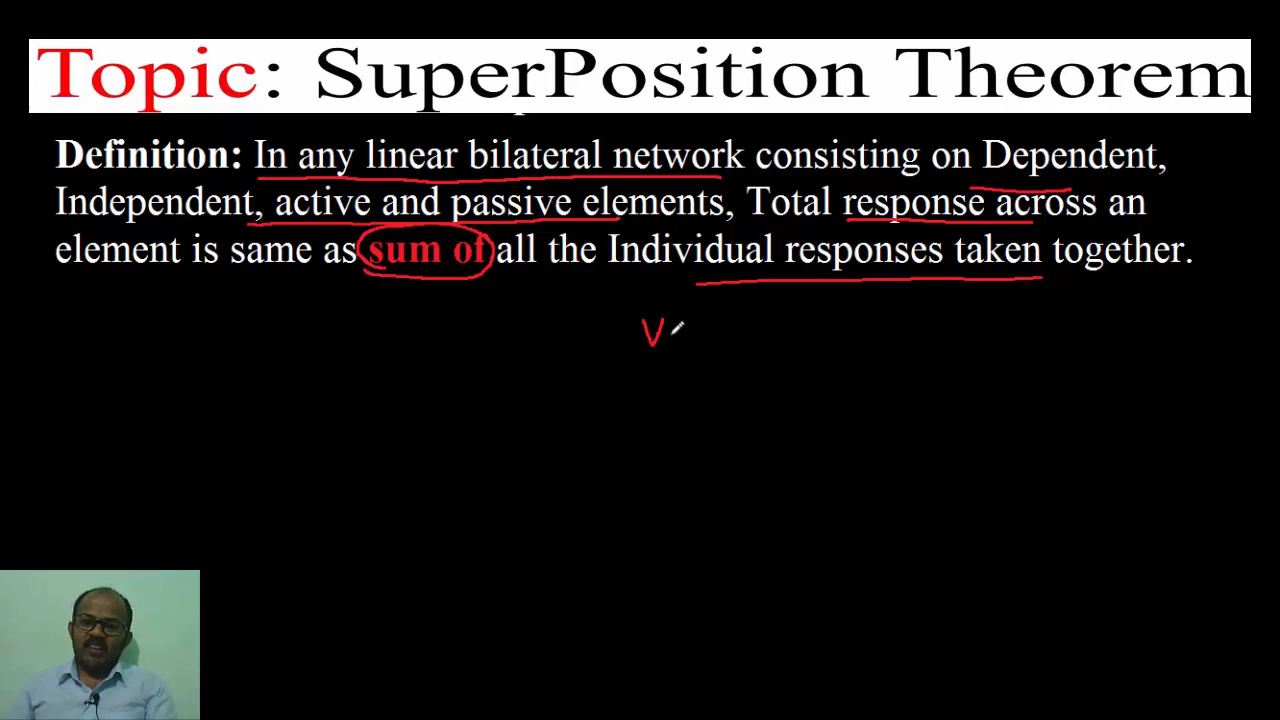 Topic: SuperPosition Theorem
Definition: In any linear bilateral network consisting on Dependent,
Independent, active and passive elements, Total response across an
element is same as sum of all the Individual responses taken together.
V